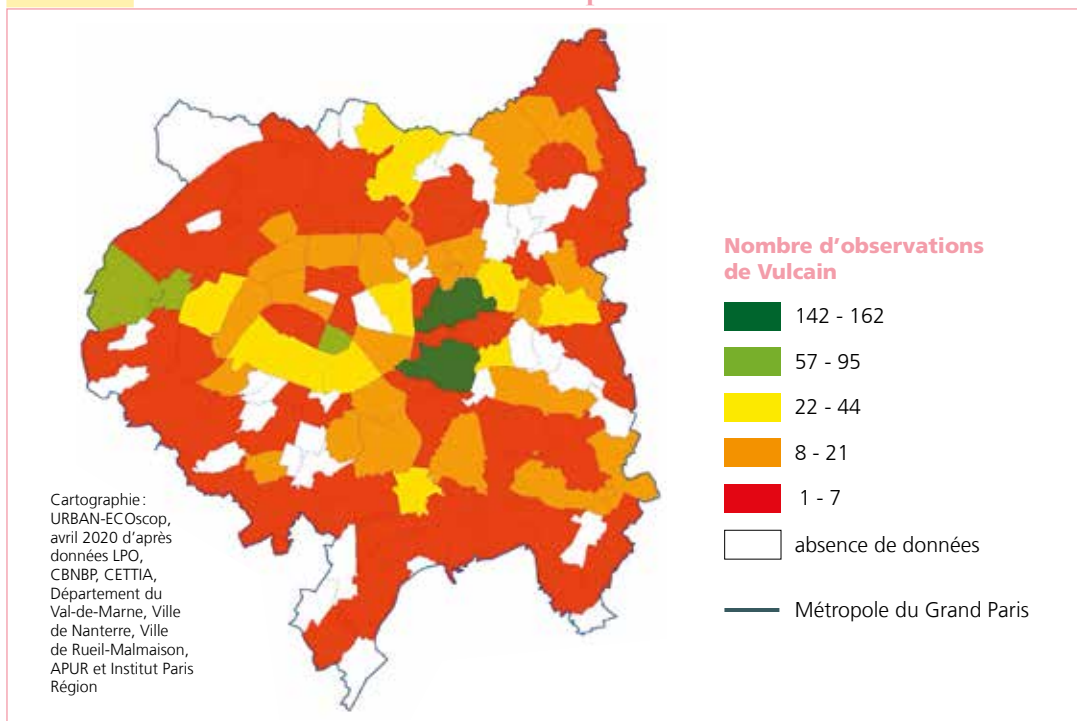 Nombre d’observations
de Vulcain
142 - 162
57 - 95
22 - 44
8 - 21
1 - 7
absence de données
Métropole du Grand Paris
Cartographie :
URBAN-ECOscop,
avril 2020 d’après
données LPO,
CBNBP, CETTIA,
Département du
Val-de-Marne, Ville
de Nanterre, Ville
de Rueil-Malmaison,
APUR et Institut Paris
Région